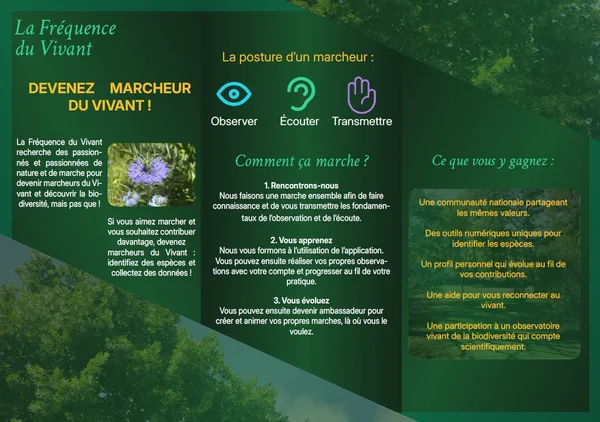 La Fréquence
du Vivant
DEVENEZ MARCHEUR
DU VIVANT !
La Fréquence du Vivant
recherche des passion-
nés et passionnées de
nature et de marche pour
devenir marcheurs du Vi-
vant et découvrir la bio-
diversité, mais pas que !
Si vous aimez marcher et
vous souhaitez contribuer
davantage, devenez
marcheurs du Vivant :
identifiez des espèces et
collectez des données !
La posture d'un marcheur :
Observer
Écouter
Transmettre
Comment ça marche ?
1. Rencontrons-nous
Nous faisons une marche ensemble afin de faire
connaissance et de vous transmettre les fondamen-
taux de l'observation et de l'écoute.
2. Vous apprenez
Nous vous formons à l'utilisation de l'application.
Vous pouvez ensuite réaliser vos propres observa-
tions avec votre compte et progresser au fil de votre
pratique.
3. Vous évoluez
Vous pouvez ensuite devenir ambassadeur pour
créer et animer vos propres marches, là où vous le
voulez.
Ce que vous y gagnez :
Une communauté nationale partageant
les mêmes valeurs.
Des outils numériques uniques pour
identifier les espèces.
Un profil personnel qui évolue au fil de
vos contributions.
Une aide pour vous reconnecter au
vivant.
Une participation à un observatoire
vivant de la biodiversité qui compte
scientifiquement.